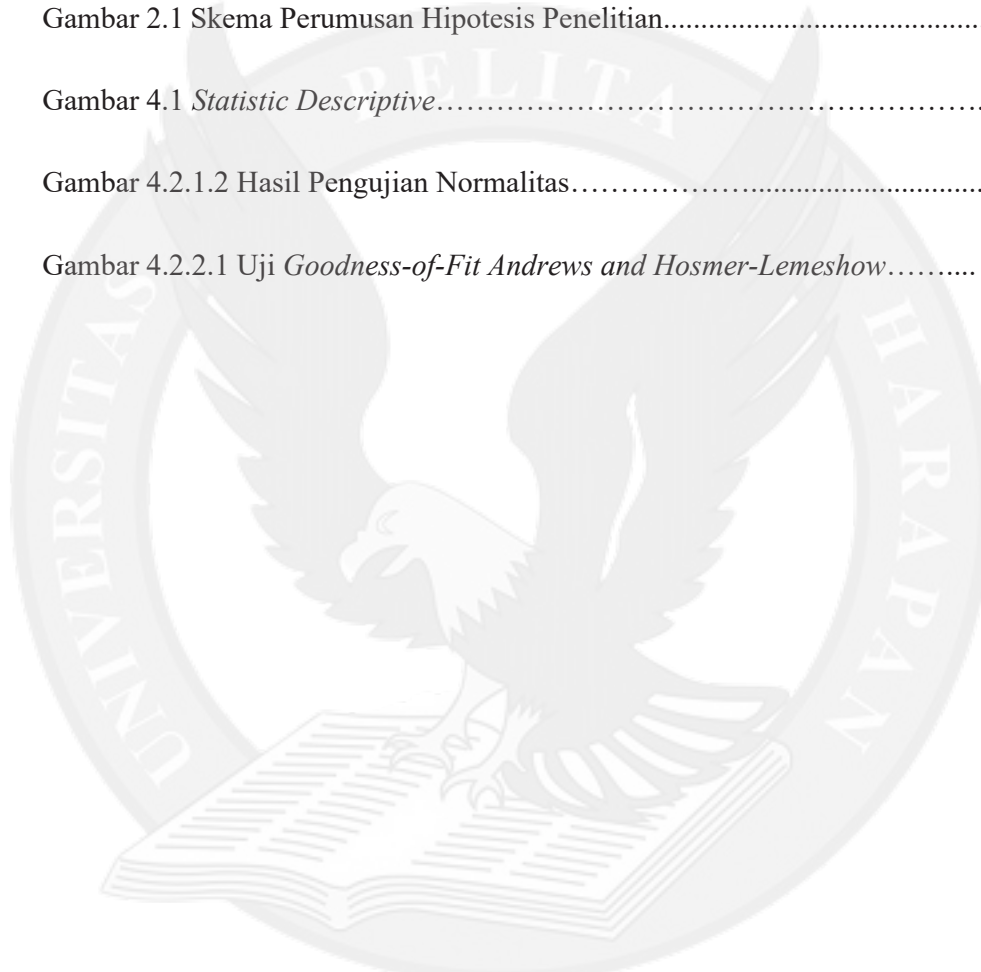 Gambar 2.1 Skema Perumusan Hipotesis Penelitian.......................................
PELITA
Gambar 4.1 Statistic Descriptive……………………………………………………….
Gambar 4.2.1.2 Hasil Pengujian Normalitas…………………...............................
Gambar 4.2.2.1 Uji Goodness-of-Fit Andrews and Hosmer-Lemeshow……....
UNIVERSITAS
HARAPAN